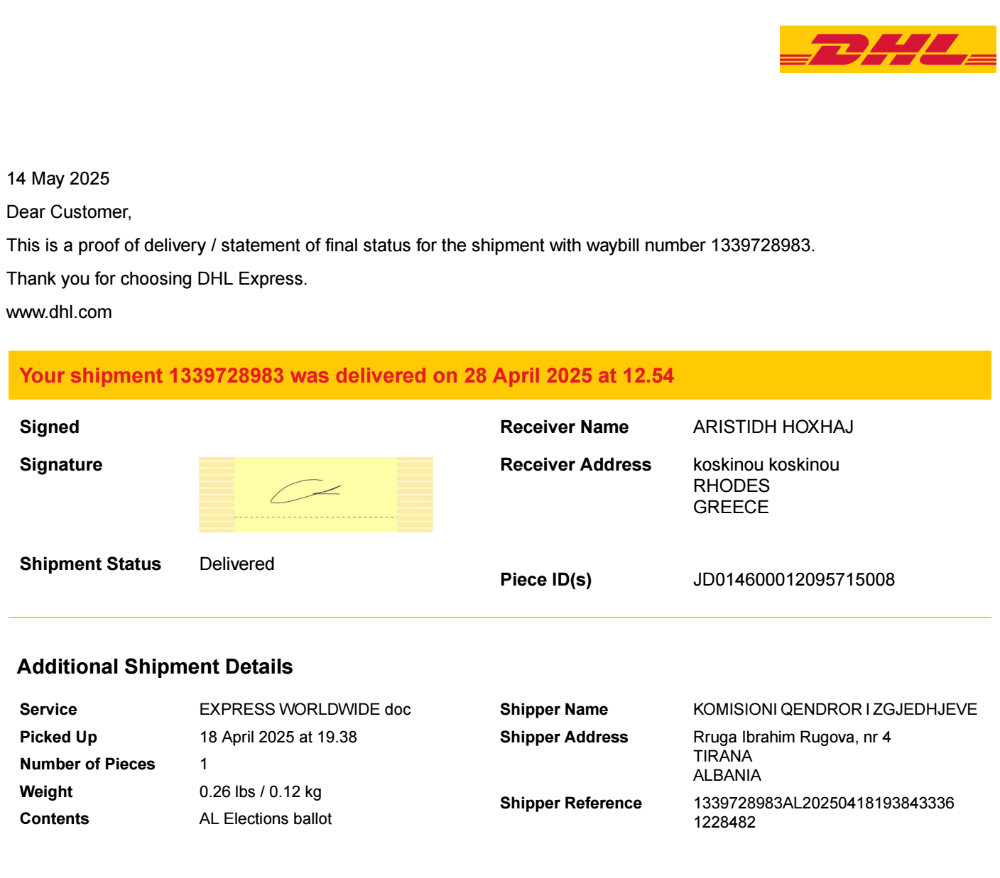 DHL
14 May 2025
Dear Customer,
This is a proof of delivery / statement of final status for the shipment with waybill number 1339728983.
Thank you for choosing DHL Express.
www.dhl.com
Your shipment 1339728983 was delivered on 28 April 2025 at 12.54
Signed
Receiver Name ARISTIDH HOXHAJ
Signature
Receiver Address koskinou koskinou
RHODES
GREECE
Shipment Status Delivered
Piece ID(s) JD014600012095715008
Additional Shipment Details
Service EXPRESS WORLDWIDE doc
Shipper Name KOMISIONI QENDROR I ZGJEDHJEVE
Picked Up 18 April 2025 at 19.38
Shipper Address Rruga Ibrahim Rugova, nr 4
TIRANA
ALBANIA
Number of Pieces 1
Weight 0.26 lbs / 0.12 kg
Shipper Reference 1339728983AL20250418193843336
1228482
Contents AL Elections ballot